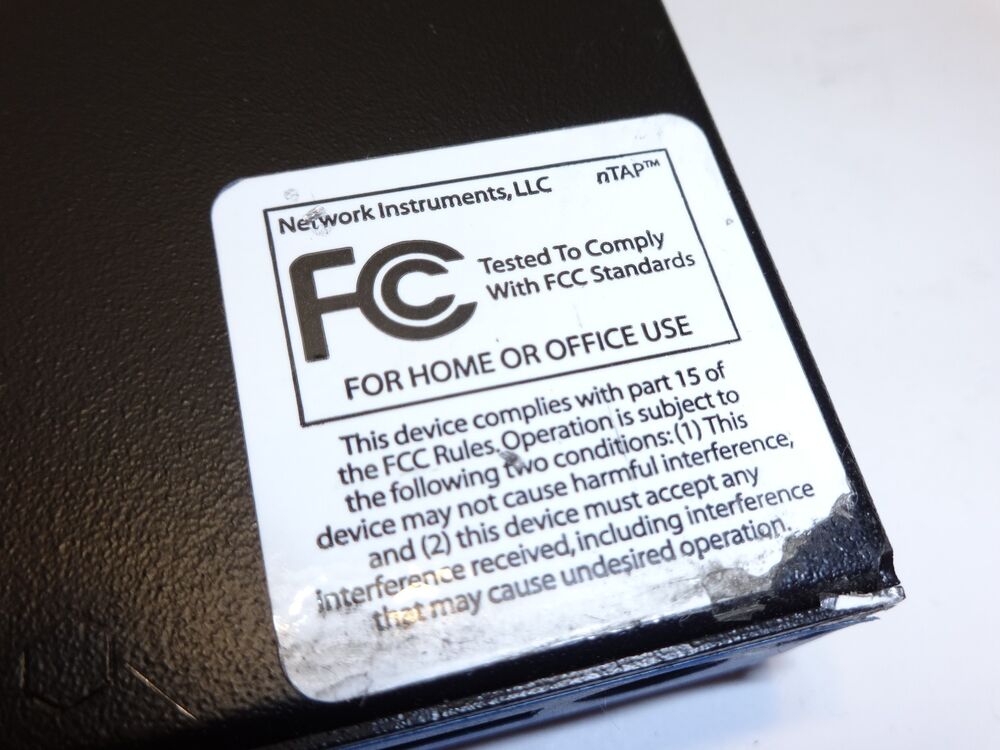 Network Instruments, LLC nTAP™
FC
Tested To Comply
With FCC Standards
FOR HOME OR OFFICE USE
This device complies with part 15 of
the FCC Rules. Operation is subject to
the following two conditions: (1) This
device may not cause harmful interference,
and (2) this device must accept any
interference received, including interference
that may cause undesired operation.